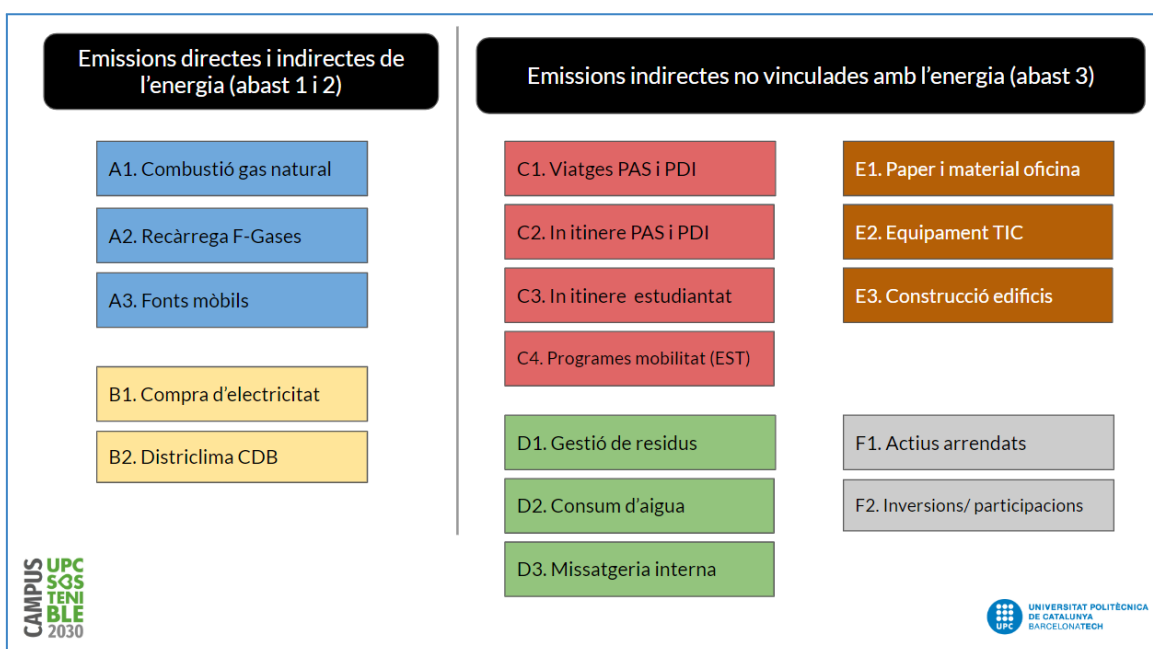 Emissions directes i indirectes de
l'energia (abast 1 i 2)
Emissions indirectes no vinculades amb l'energia (abast 3)
A1. Combustió gas natural
A2. Recàrrega F-Gases
A3. Fonts mòbils
B1. Compra d'electricitat
B2. Districlima CDB
C1. Viatges PAS i PDI
C2. In itinere PAS i PDI
C3. In itinere estudiantat
C4. Programes mobilitat (EST)
D1. Gestió de residus
D2. Consum d'aigua
D3. Missatgeria interna
E1. Paper i material oficina
E2. Equipament TIC
E3. Construcció edificis
F1. Actius arrendats
F2. Inversions/ participacions
CAMPUS
UPC
SOS
TENI
BLE
2030
UPC
UNIVERSITAT POLITÈCNICA
DE CATALUNYA
BARCELONATECH